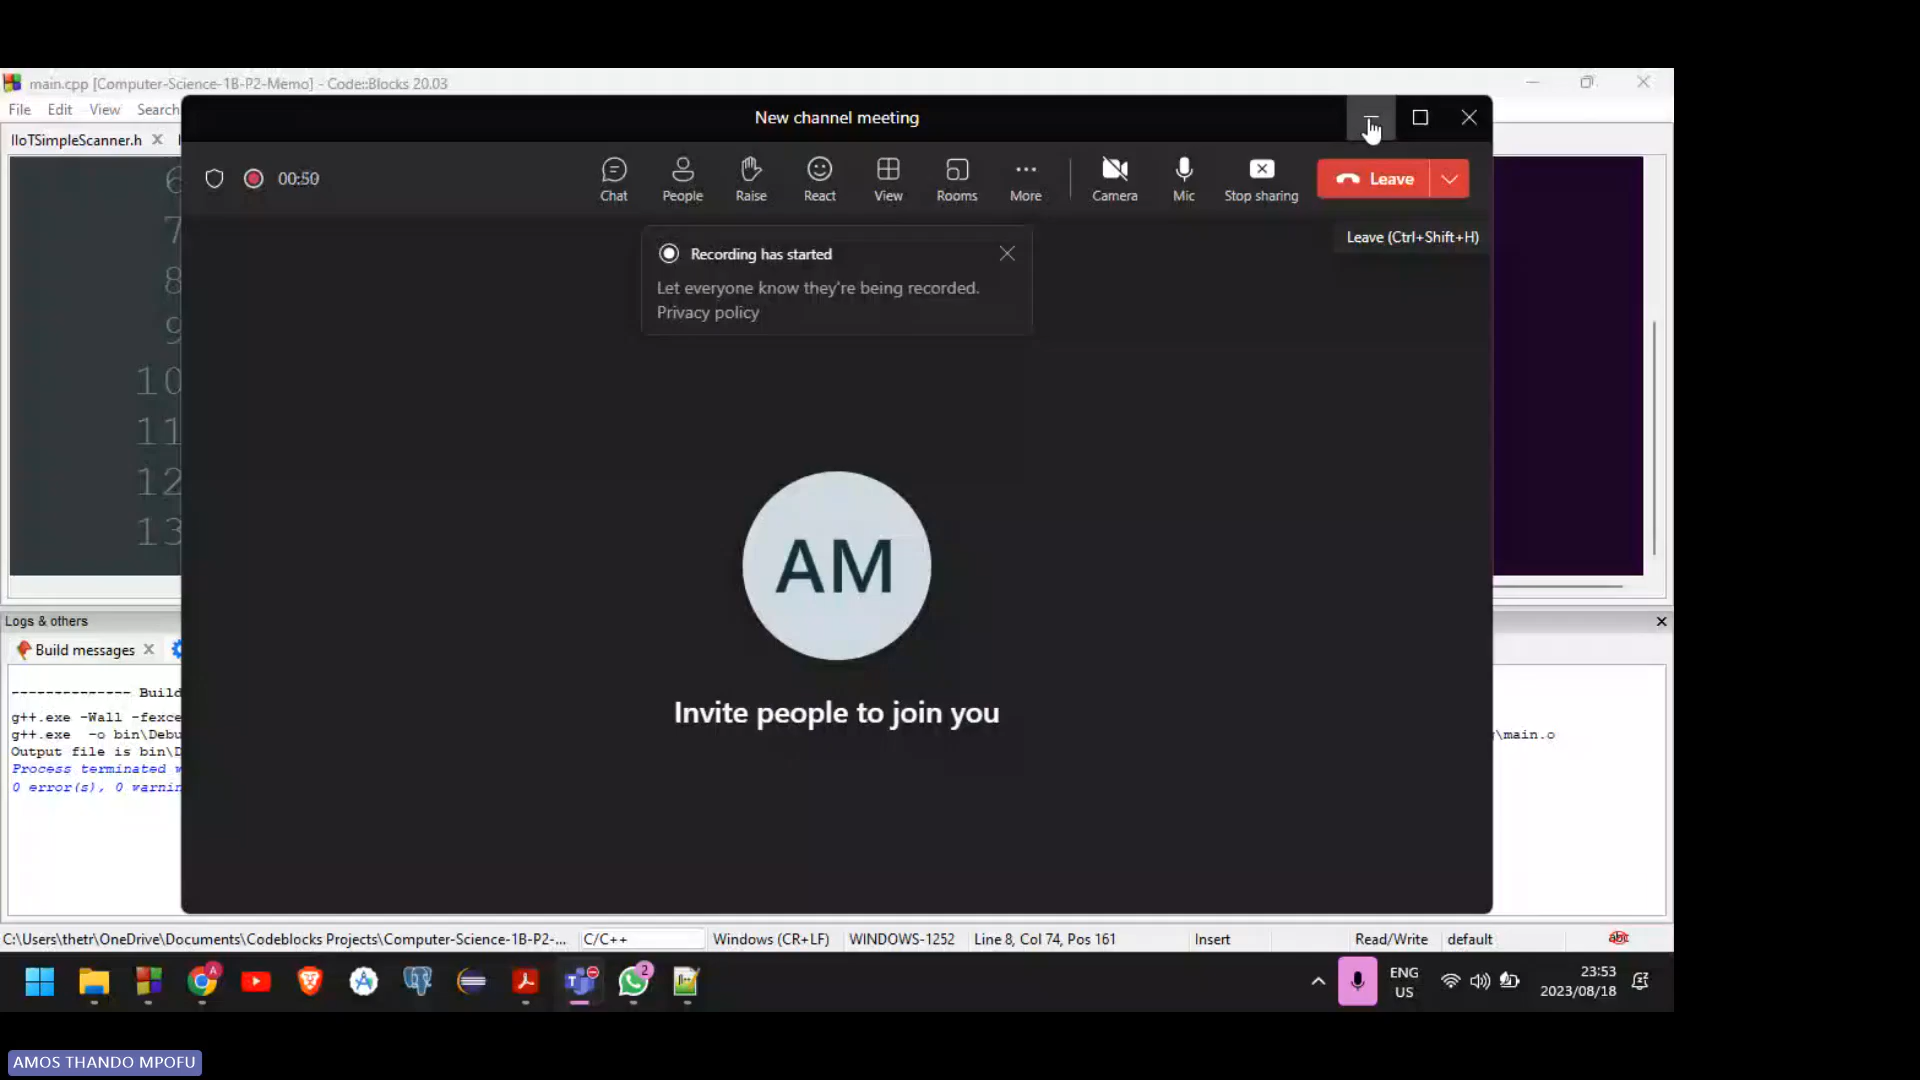 main.cpp [Computer-Science-1B-P2-Memo] - Code::Blocks 20.03
File Edit View Search
IIoTSimpleScanner.h
New channel meeting
00:50
Chat People Raise React View Rooms More Camera Mic Stop sharing Leave
Leave (Ctrl+Shift+H)
Recording has started
Let everyone know they're being recorded.
Privacy policy
6
7
8
9
10
11
12
13
AM
Invite people to join you
Logs & others
Build messages
-------------- Build
g++.exe -Wall -fexce
g++.exe -o bin\Debu \main.o
Output file is bin\D
Process terminated w
0 error(s), 0 warnin
C:\Users\thetr\OneDrive\Documents\Codeblocks Projects\Computer-Science-1B-P2-... C/C++ Windows (CR+LF) WINDOWS-1252 Line 8, Col 74, Pos 161 Insert Read/Write default abc
A 2 ENG 23:53
US 2023/08/18
AMOS THANDO MPOFU